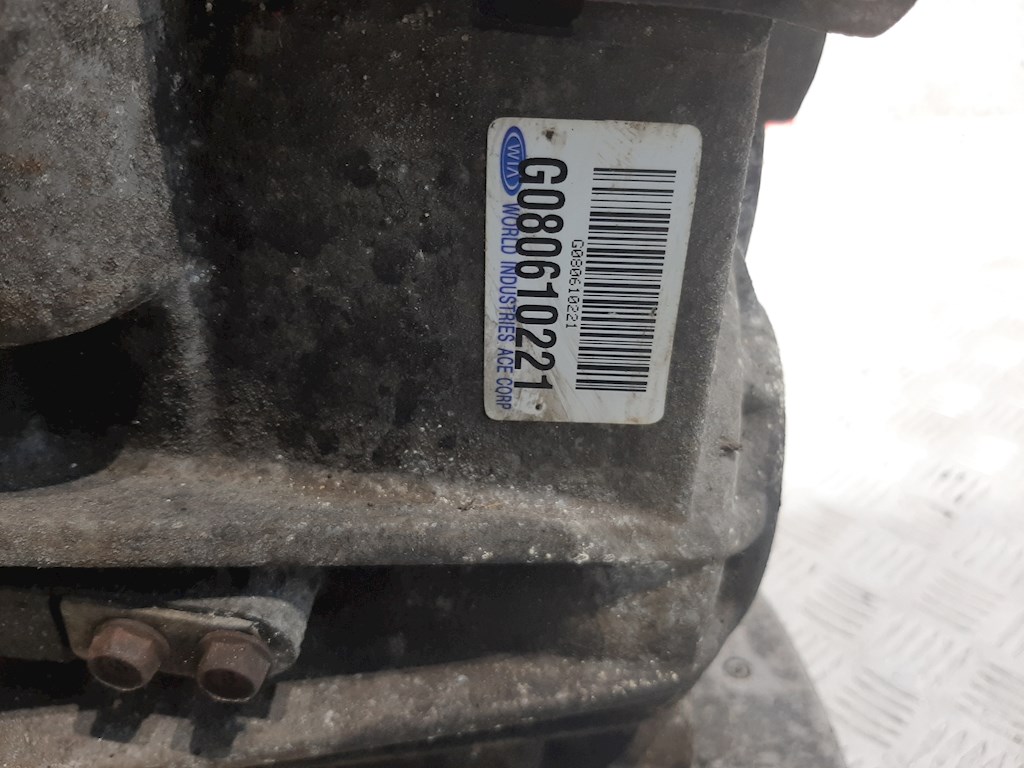 WIA
WORLD INDUSTRIES ACE CORP
G080610221
G080610221